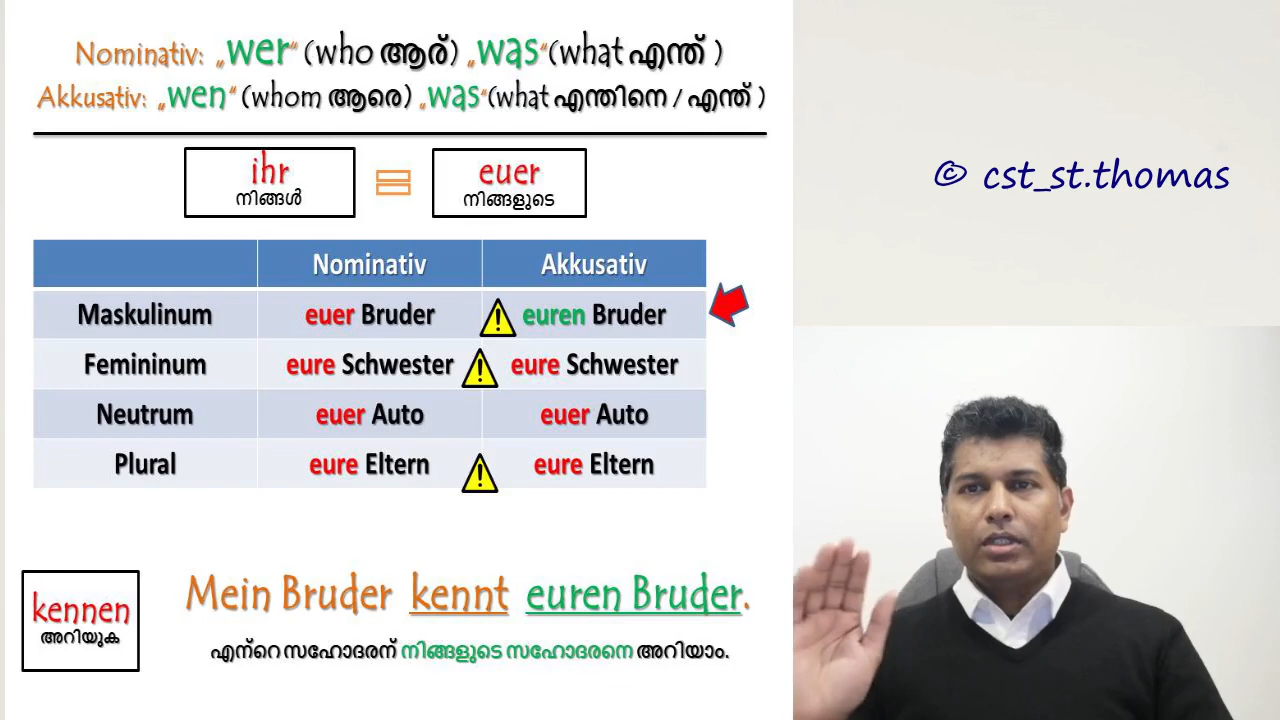 Nominativ: „wer“ (who ആര്) „was“(what എന്ത് )
Akkusativ: „wen“ (whom ആരെ) „was“(what എന്തിനെ / എന്ത് )
ihr
നിങ്ങൾ
=
euer
നിങ്ങളുടെ
Nominativ Akkusativ
Maskulinum euer Bruder euren Bruder
Femininum eure Schwester eure Schwester
Neutrum euer Auto euer Auto
Plural eure Eltern eure Eltern
kennen
അറിയുക
Mein Bruder kennt euren Bruder.
എന്റെ സഹോദരന് നിങ്ങളുടെ സഹോദരനെ അറിയാം.
© cst_st.thomas